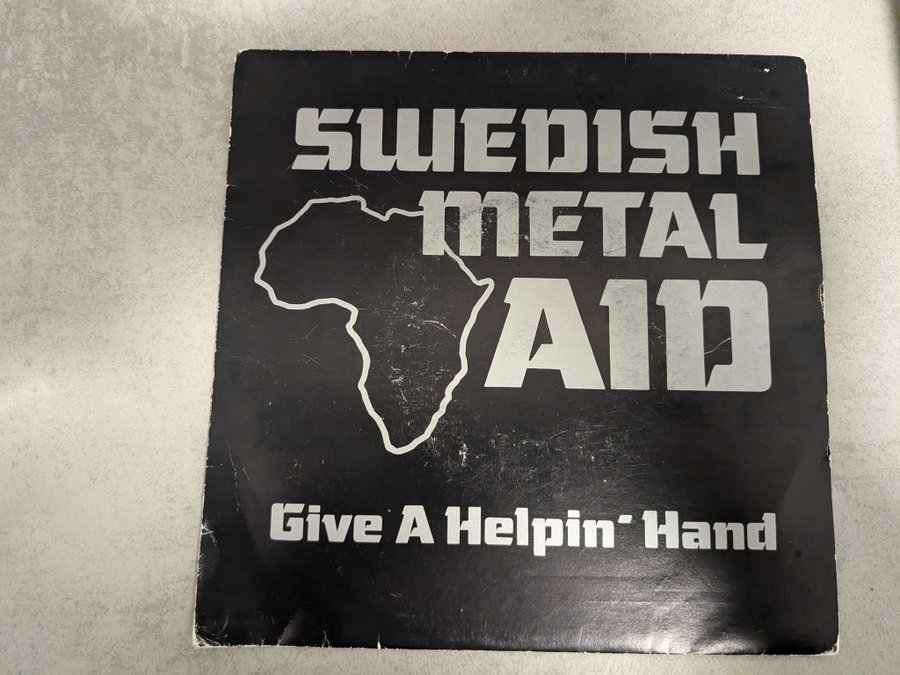 SWEDISH
METAL
AID
Give A Helpin´ Hand